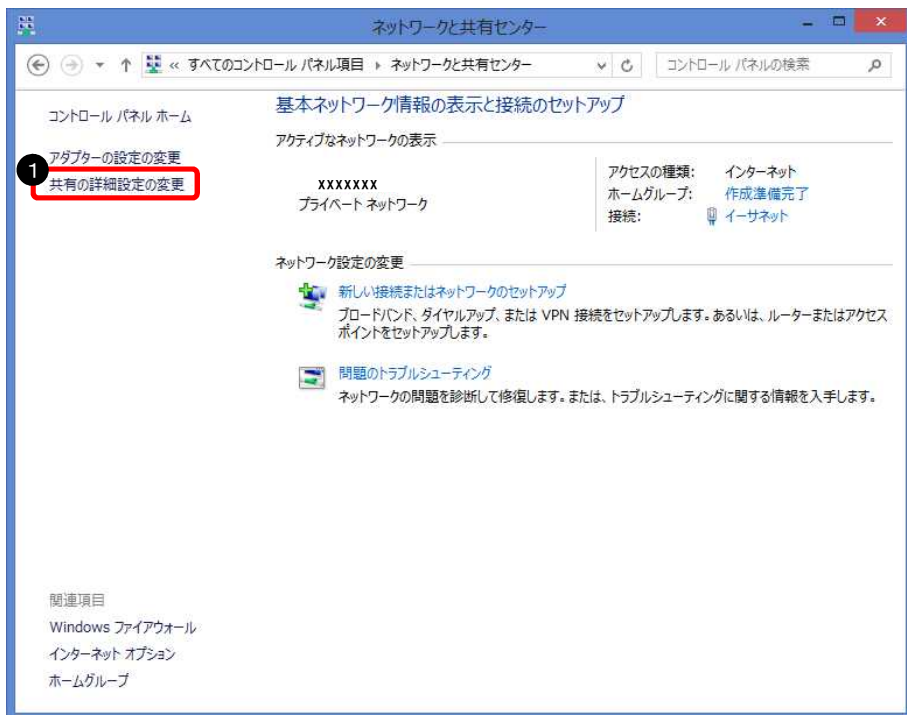 ネットワークと共有センター
« すべてのコントロール パネル項目 ネットワークと共有センター
コントロール パネルの検索
コントロール パネル ホーム
アダプターの設定の変更
1
共有の詳細設定の変更
基本ネットワーク情報の表示と接続のセットアップ
アクティブなネットワークの表示
XXXXXXX
プライベート ネットワーク
アクセスの種類: インターネット
ホームグループ: 作成準備完了
接続: イーサネット
ネットワーク設定の変更
新しい接続またはネットワークのセットアップ
ブロードバンド、ダイヤルアップ、または VPN 接続をセットアップします。あるいは、ルーターまたはアクセス
ポイントをセットアップします。
問題のトラブルシューティング
ネットワークの問題を診断して修復します。または、トラブルシューティングに関する情報を入手します。
関連項目
Windows ファイアウォール
インターネット オプション
ホームグループ